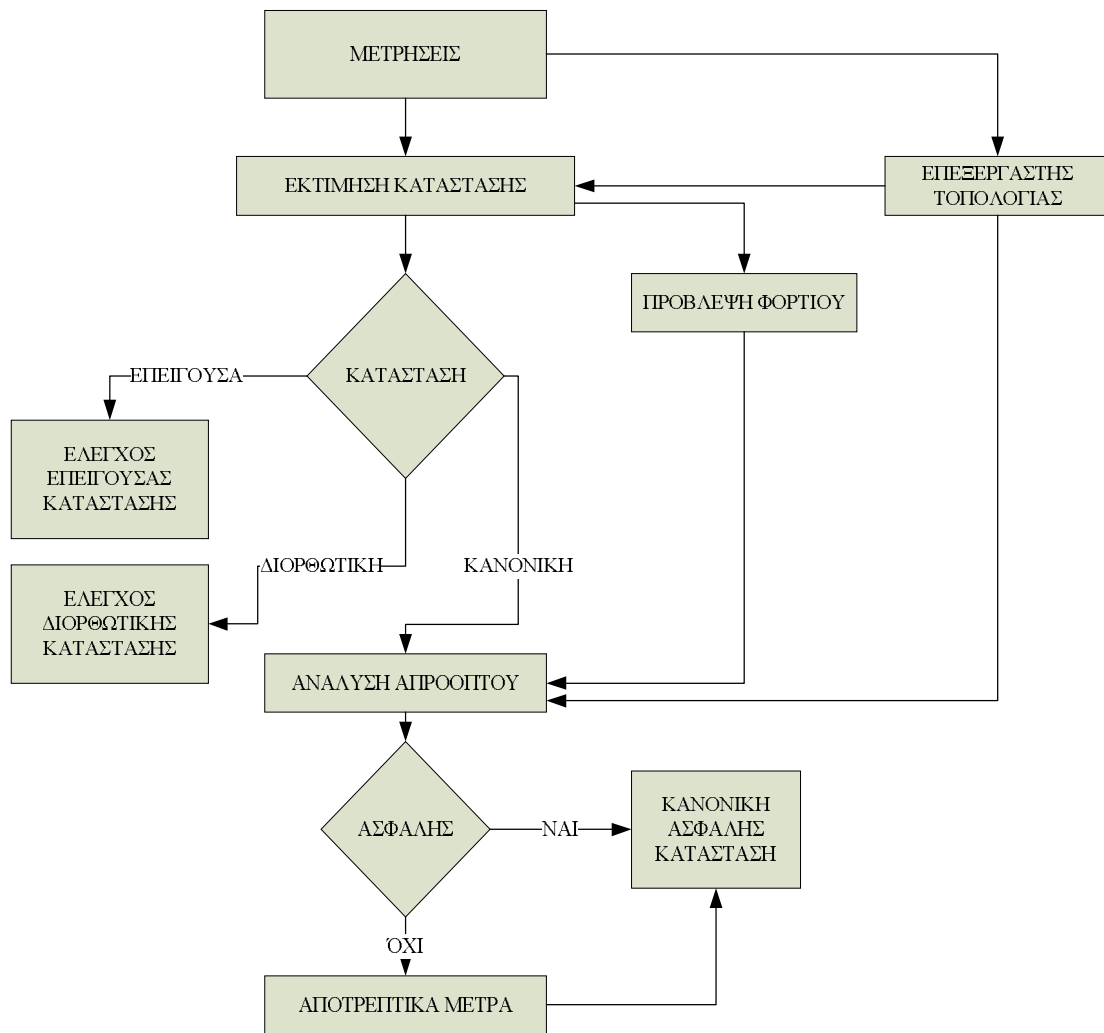 ΜΕΤΡΗΣΕΙΣ
ΕΚΤΙΜΗΣΗ ΚΑΤΑΣΤΑΣΗΣ
ΕΠΕΞΕΡΓΑΣΤΗΣ
ΤΟΠΟΛΟΓΙΑΣ
ΠΡΟΒΛΕΨΗ ΦΟΡΤΙΟΥ
ΕΠΕΙΓΟΥΣΑ
ΚΑΤΑΣΤΑΣΗ
ΕΛΕΓΧΟΣ
ΕΠΕΙΓΟΥΣΑΣ
ΚΑΤΑΣΤΑΣΗΣ
ΔΙΟΡΘΩΤΙΚΗ
ΚΑΝΟΝΙΚΗ
ΕΛΕΓΧΟΣ
ΔΙΟΡΘΩΤΙΚΗΣ
ΚΑΤΑΣΤΑΣΗΣ
ΑΝΑΛΥΣΗ ΑΠΡΟΟΠΤΟΥ
ΑΣΦΑΛΗΣ
ΝΑΙ
ΚΑΝΟΝΙΚΗ
ΑΣΦΑΛΗΣ
ΚΑΤΑΣΤΑΣΗ
ΌΧΙ
ΑΠΟΤΡΕΠΤΙΚΑ ΜΕΤΡΑ